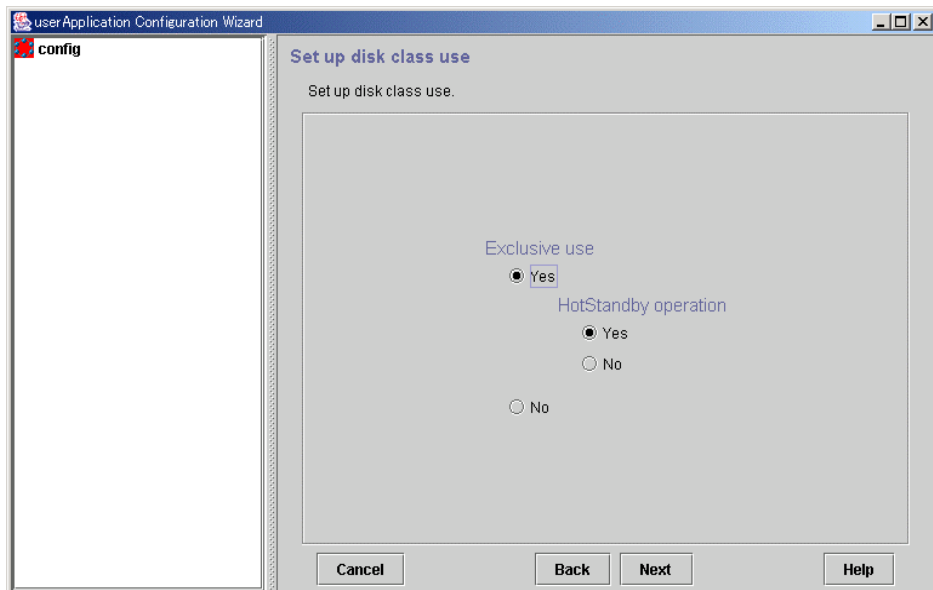 userApplication Configuration Wizard
config
Set up disk class use
Set up disk class use.
Exclusive use
Yes
HotStandby operation
Yes
No
No
Cancel Back Next Help